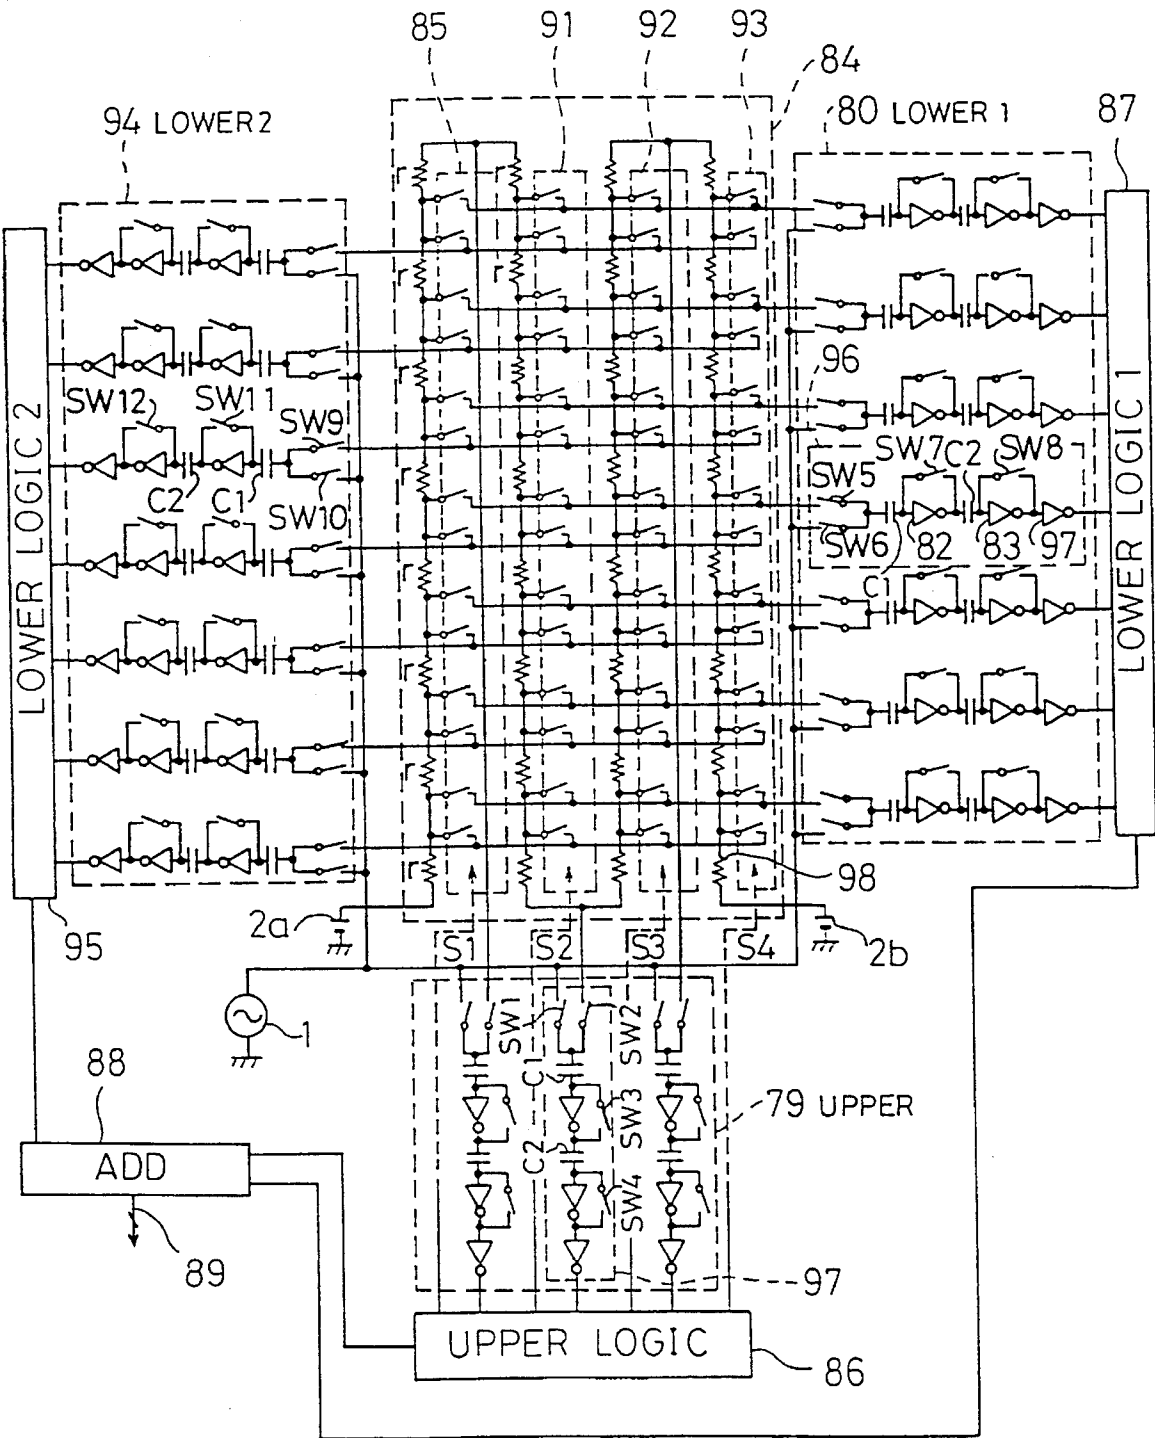 85
91
92
93
84
94 LOWER 2
80 LOWER 1
87
r
r
r
r
r
r
r
r
r
r
SW12
SW11
SW9
C2
C1
SW10
96
SW5
SW7
C2
SW8
SW6
C1
82
83
97
LOWER LOGIC 2
LOWER LOGIC 1
98
95
2a
S1
S2
S3
S4
2b
1
SW1
SW2
C1
SW3
C2
SW4
79 UPPER
88
ADD
89
97
UPPER LOGIC
86